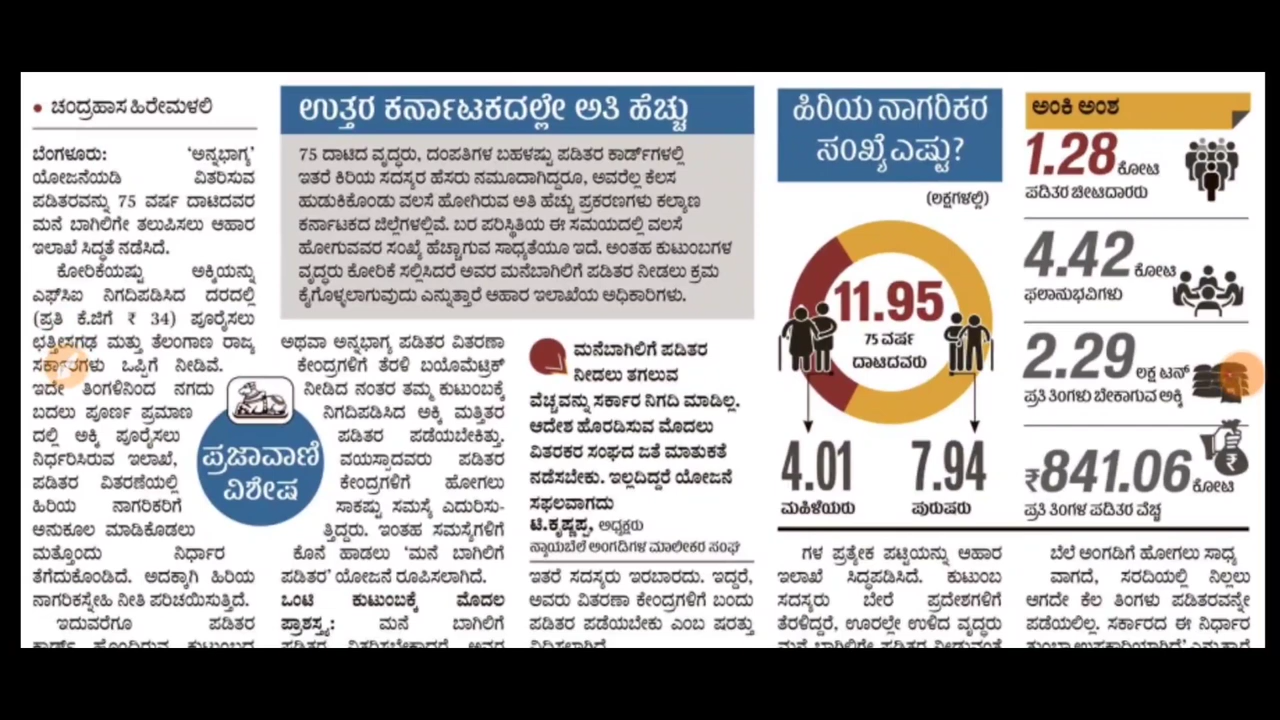 • ಚಂದ್ರಹಾಸ ಹಿರೇಮಳಲಿ
ಬೆಂಗಳೂರು: ‘ಅನ್ನಭಾಗ್ಯ’
ಯೋಜನೆಯಡಿ ವಿತರಿಸುವ
ಪಡಿತರವನ್ನು 75 ವರ್ಷ ದಾಟಿದವರ
ಮನೆ ಬಾಗಿಲಿಗೇ ತಲುಪಿಸಲು ಆಹಾರ
ಇಲಾಖೆ ಸಿದ್ಧತೆ ನಡೆಸಿದೆ.
ಕೋರಿಕೆಯಷ್ಟು ಅಕ್ಕಿಯನ್ನು
ಎಫ್‌ಸಿಐ ನಿಗದಿಪಡಿಸಿದ ದರದಲ್ಲಿ
(ಪ್ರತಿ ಕೆ.ಜಿಗೆ ₹ 34) ಪೂರೈಸಲು
ಛತ್ತೀಸಗಢ ಮತ್ತು ತೆಲಂಗಾಣ ರಾಜ್ಯ
ಸರ್ಕಾರಗಳು ಒಪ್ಪಿಗೆ ನೀಡಿವೆ.
ಇದೇ ತಿಂಗಳಿನಿಂದ ನಗದು
ಬದಲು ಪೂರ್ಣ ಪ್ರಮಾಣ
ದಲ್ಲಿ ಅಕ್ಕಿ ಪೂರೈಸಲು
ನಿರ್ಧರಿಸಿರುವ ಇಲಾಖೆ,
ಪಡಿತರ ವಿತರಣೆಯಲ್ಲಿ
ಹಿರಿಯ ನಾಗರಿಕರಿಗೆ
ಅನುಕೂಲ ಮಾಡಿಕೊಡಲು
ಮತ್ತೊಂದು ನಿರ್ಧಾರ
ತೆಗೆದುಕೊಂಡಿದೆ. ಅದಕ್ಕಾಗಿ ಹಿರಿಯ
ನಾಗರಿಕಸ್ನೇಹಿ ನೀತಿ ಪರಿಚಯಿಸುತ್ತಿದೆ.
ಇದುವರೆಗೂ ಪಡಿತರ
ಕಾರ್ಡ್ ಹೊಂದಿರುವ ಕುಟುಂಬದ
ಪ್ರಜಾವಾಣಿ
ವಿಶೇಷ
ಉತ್ತರ ಕರ್ನಾಟಕದಲ್ಲೇ ಅತಿ ಹೆಚ್ಚು
75 ದಾಟಿದ ವೃದ್ಧರು, ದಂಪತಿಗಳ ಬಹಳಷ್ಟು ಪಡಿತರ ಕಾರ್ಡ್‌ಗಳಲ್ಲಿ
ಇತರೆ ಕಿರಿಯ ಸದಸ್ಯರ ಹೆಸರು ನಮೂದಾಗಿದ್ದರೂ, ಅವರೆಲ್ಲ ಕೆಲಸ
ಹುಡುಕಿಕೊಂಡು ವಲಸೆ ಹೋಗಿರುವ ಅತಿ ಹೆಚ್ಚು ಪ್ರಕರಣಗಳು ಕಲ್ಯಾಣ
ಕರ್ನಾಟಕದ ಜಿಲ್ಲೆಗಳಲ್ಲಿವೆ. ಬರ ಪರಿಸ್ಥಿತಿಯ ಈ ಸಮಯದಲ್ಲಿ ವಲಸೆ
ಹೋಗುವವರ ಸಂಖ್ಯೆ ಹೆಚ್ಚಾಗುವ ಸಾಧ್ಯತೆಯೂ ಇದೆ. ಅಂತಹ ಕುಟುಂಬಗಳ
ವೃದ್ಧರು ಕೋರಿಕೆ ಸಲ್ಲಿಸಿದರೆ ಅವರ ಮನೆಬಾಗಿಲಿಗೆ ಪಡಿತರ ನೀಡಲು ಕ್ರಮ
ಕೈಗೊಳ್ಳಲಾಗುವುದು ಎನ್ನುತ್ತಾರೆ ಆಹಾರ ಇಲಾಖೆಯ ಅಧಿಕಾರಿಗಳು.
ಅಥವಾ ಅನ್ನಭಾಗ್ಯ ಪಡಿತರ ವಿತರಣಾ
ಕೇಂದ್ರಗಳಿಗೆ ತೆರಳಿ ಬಯೊಮೆಟ್ರಿಕ್
ನೀಡಿದ ನಂತರ ತಮ್ಮ ಕುಟುಂಬಕ್ಕೆ
ನಿಗದಿಪಡಿಸಿದ ಅಕ್ಕಿ ಮತ್ತಿತರ
ಪಡಿತರ ಪಡೆಯಬೇಕಿತ್ತು.
ವಯಸ್ಸಾದವರು ಪಡಿತರ
ಕೇಂದ್ರಗಳಿಗೆ ಹೋಗಲು
ಸಾಕಷ್ಟು ಸಮಸ್ಯೆ ಎದುರಿಸು-
ತ್ತಿದ್ದರು. ಇಂತಹ ಸಮಸ್ಯೆಗಳಿಗೆ
ಕೊನೆ ಹಾಡಲು ‘ಮನೆ ಬಾಗಿಲಿಗೆ
ಪಡಿತರ’ ಯೋಜನೆ ರೂಪಿಸಲಾಗಿದೆ.
ಒಂಟಿ ಕುಟುಂಬಕ್ಕೆ ಮೊದಲ
ಪ್ರಾಶಸ್ತ್ಯ: ಮನೆ ಬಾಗಿಲಿಗೆ
ಪಡಿತರ ವಿತರಿಸಬೇಕಾದರೆ ಅವರ
ಮನೆಬಾಗಿಲಿಗೆ ಪಡಿತರ
ನೀಡಲು ತಗಲುವ
ವೆಚ್ಚವನ್ನು ಸರ್ಕಾರ ನಿಗದಿ ಮಾಡಿಲ್ಲ.
ಆದೇಶ ಹೊರಡಿಸುವ ಮೊದಲು
ವಿತರಕರ ಸಂಘದ ಜತೆ ಮಾತುಕತೆ
ನಡೆಸಬೇಕು. ಇಲ್ಲದಿದ್ದರೆ ಯೋಜನೆ
ಸಫಲವಾಗದು
ಟಿ.ಕೃಷ್ಣಪ್ಪ, ಅಧ್ಯಕ್ಷರು
ನ್ಯಾಯಬೆಲೆ ಅಂಗಡಿಗಳ ಮಾಲೀಕರ ಸಂಘ
ಇತರೆ ಸದಸ್ಯರು ಇರಬಾರದು. ಇದ್ದರೆ,
ಅವರು ವಿತರಣಾ ಕೇಂದ್ರಗಳಿಗೆ ಬಂದು
ಪಡಿತರ ಪಡೆಯಬೇಕು ಎಂಬ ಷರತ್ತು
ವಿಧಿಸಲಾಗಿದೆ.
ಹಿರಿಯ ನಾಗರಿಕರ
ಸಂಖ್ಯೆ ಎಷ್ಟು?
(ಲಕ್ಷಗಳಲ್ಲಿ)
11.95
75 ವರ್ಷ
ದಾಟಿದವರು
4.01 7.94
ಮಹಿಳೆಯರು ಪುರುಷರು
ಗಳ ಪ್ರತ್ಯೇಕ ಪಟ್ಟಿಯನ್ನು ಆಹಾರ
ಇಲಾಖೆ ಸಿದ್ಧಪಡಿಸಿದೆ. ಕುಟುಂಬ
ಸದಸ್ಯರು ಬೇರೆ ಪ್ರದೇಶಗಳಿಗೆ
ತೆರಳಿದ್ದರೆ, ಊರಲ್ಲೇ ಉಳಿದ ವೃದ್ಧರು
ಮನೆ ಬಾಗಿಲಿಗೇ ಪಡಿತರ ನೀಡುವಂತೆ
ಅಂಕಿ ಅಂಶ
1.28 ಕೋಟಿ
ಪಡಿತರ ಚೀಟಿದಾರರು
4.42 ಕೋಟಿ
ಫಲಾನುಭವಿಗಳು
2.29 ಲಕ್ಷ ಟನ್
ಪ್ರತಿ ತಿಂಗಳು ಬೇಕಾಗುವ ಅಕ್ಕಿ
₹841.06 ಕೋಟಿ
ಪ್ರತಿ ತಿಂಗಳ ಪಡಿತರ ವೆಚ್ಚ
ಬೆಲೆ ಅಂಗಡಿಗೆ ಹೋಗಲು ಸಾಧ್ಯ
ವಾಗದೆ, ಸರದಿಯಲ್ಲಿ ನಿಲ್ಲಲು
ಆಗದೇ ಕೆಲ ತಿಂಗಳು ಪಡಿತರವನ್ನೇ
ಪಡೆಯಲಿಲ್ಲ. ಸರ್ಕಾರದ ಈ ನಿರ್ಧಾರ
ತುಂಬಾ ಉಪಕಾರಿಯಾಗಿದೆ’ ಎನ್ನುತ್ತಾರೆ